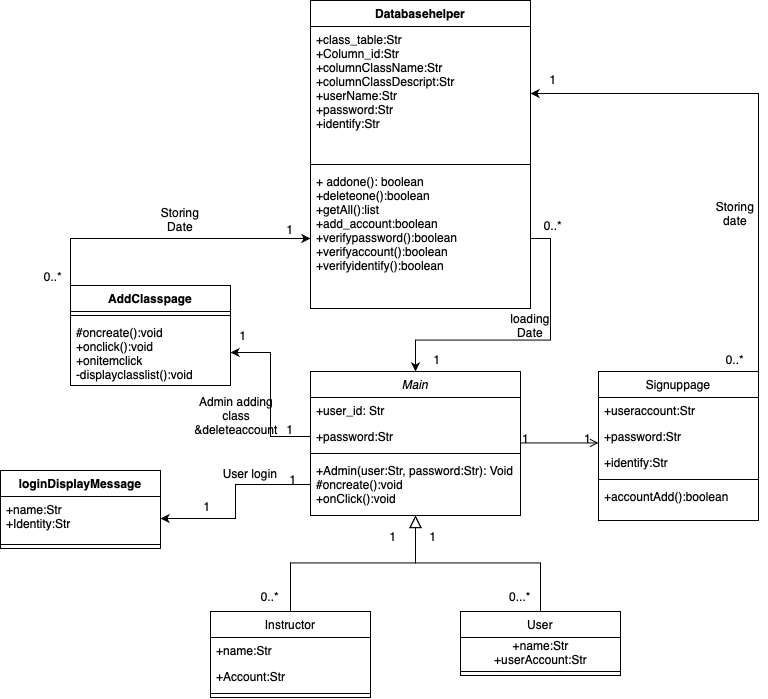 Databasehelper
+class_table:Str
+Column_id:Str
+columnClassName:Str
+columnClassDescript:Str
+userName:Str
+password:Str
+identify:Str
+ addone(): boolean
+deleteone():boolean
+getAll():list
+add_account:boolean
+verifypassword():boolean
+verifyaccount():boolean
+verifyidentify():boolean
1
Storing
date
0..*
Storing
Date
1
0..*
0..*
loading
Date
1
AddClasspage
#oncreate():void
+onclick():void
+onitemclick
-displayclasslist():void
1
Admin adding
class
&deleteaccount
1
Main
+user_id: Str
+password:Str
+Admin(user:Str, password:Str): Void
#oncreate():void
+onClick():void
1
1
Signuppage
+useraccount:Str
+password:Str
+identify:Str
+accountAdd():boolean
User login
1
1
loginDisplayMessage
+name:Str
+Identity:Str
1
1
0..*
0...*
Instructor
+name:Str
+Account:Str
User
+name:Str
+userAccount:Str